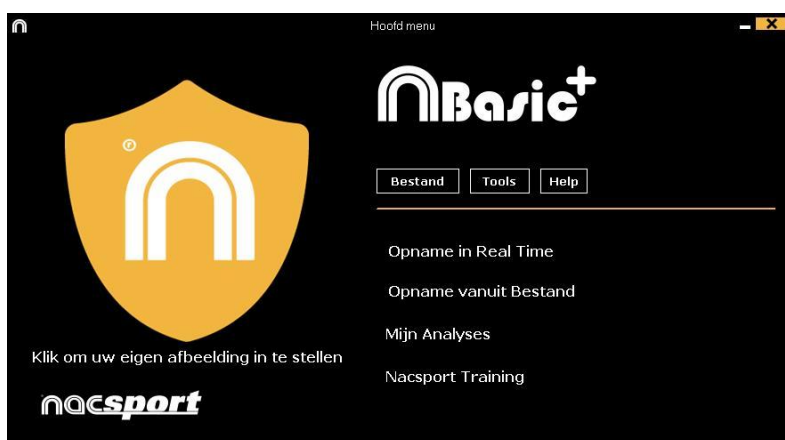 Hoofd menu
Basic+
Bestand
Tools
Help
Opname in Real Time
Opname vanuit Bestand
Mijn Analyses
Nacsport Training
Klik om uw eigen afbeelding in te stellen
nacsport